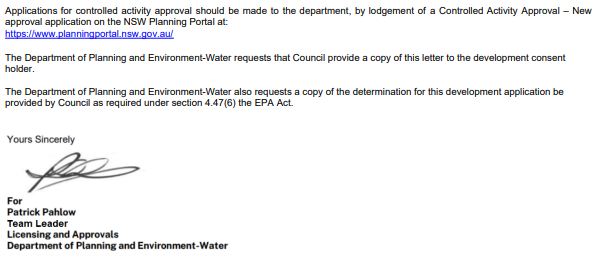 Applications for controlled activity approval should be made to the department, by lodgement of a Controlled Activity Approval – New
approval application on the NSW Planning Portal at:
https://www.planningportal.nsw.gov.au/
The Department of Planning and Environment-Water requests that Council provide a copy of this letter to the development consent
holder.
The Department of Planning and Environment-Water also requests a copy of the determination for this development application be
provided by Council as required under section 4.47(6) the EPA Act.
Yours Sincerely
For
Patrick Pahlow
Team Leader
Licensing and Approvals
Department of Planning and Environment-Water